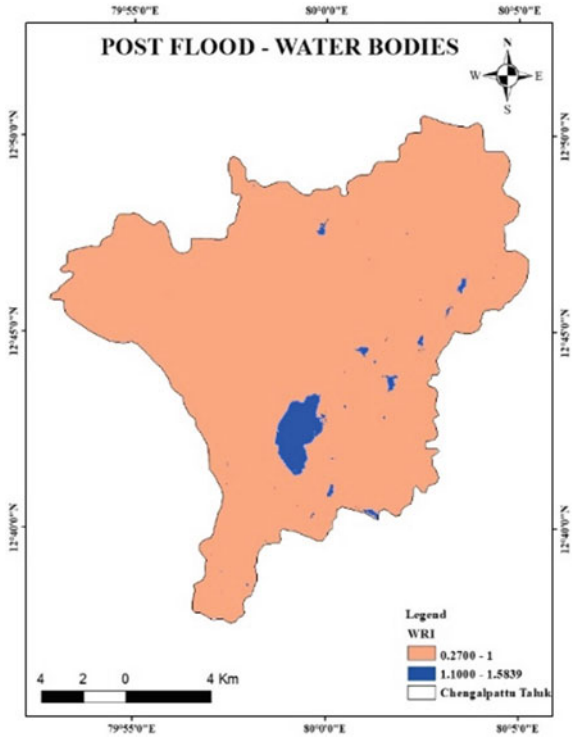 79°55'0"E 80°0'0"E 80°5'0"E
POST FLOOD - WATER BODIES
N
W E
S
12°50'0"N 12°50'0"N
12°45'0"N 12°45'0"N
12°40'0"N 12°40'0"N
Legend
WRI
0.2700 - 1
1.1000 - 1.5839
Chengalpattu Taluk
4 2 0 4 Km
79°55'0"E 80°0'0"E 80°5'0"E